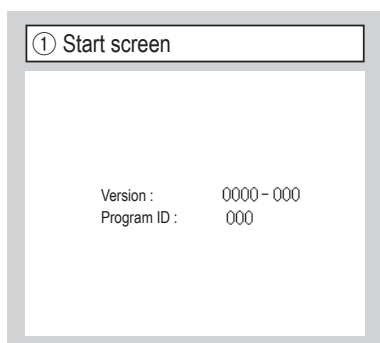 ① Start screen
Version : 0000-000
Program ID : 000